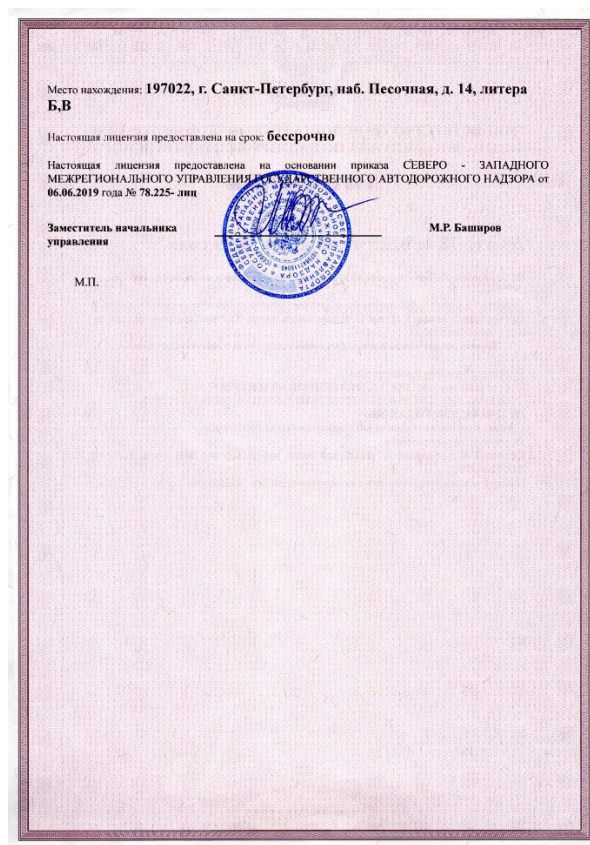 Место нахождения: 197022, г. Санкт-Петербург, наб. Песочная, д. 14, литера
Б,В
Настоящая лицензия предоставлена на срок: бессрочно
Настоящая лицензия предоставлена на основании приказа СЕВЕРО - ЗАПАДНОГО
МЕЖРЕГИОНАЛЬНОГО УПРАВЛЕНИЯ ГОСУДАРСТВЕННОГО АВТОДОРОЖНОГО НАДЗОРА от
06.06.2019 года № 78.225- лиц
Заместитель начальника
управления
М.Р. Баширов
М.П.